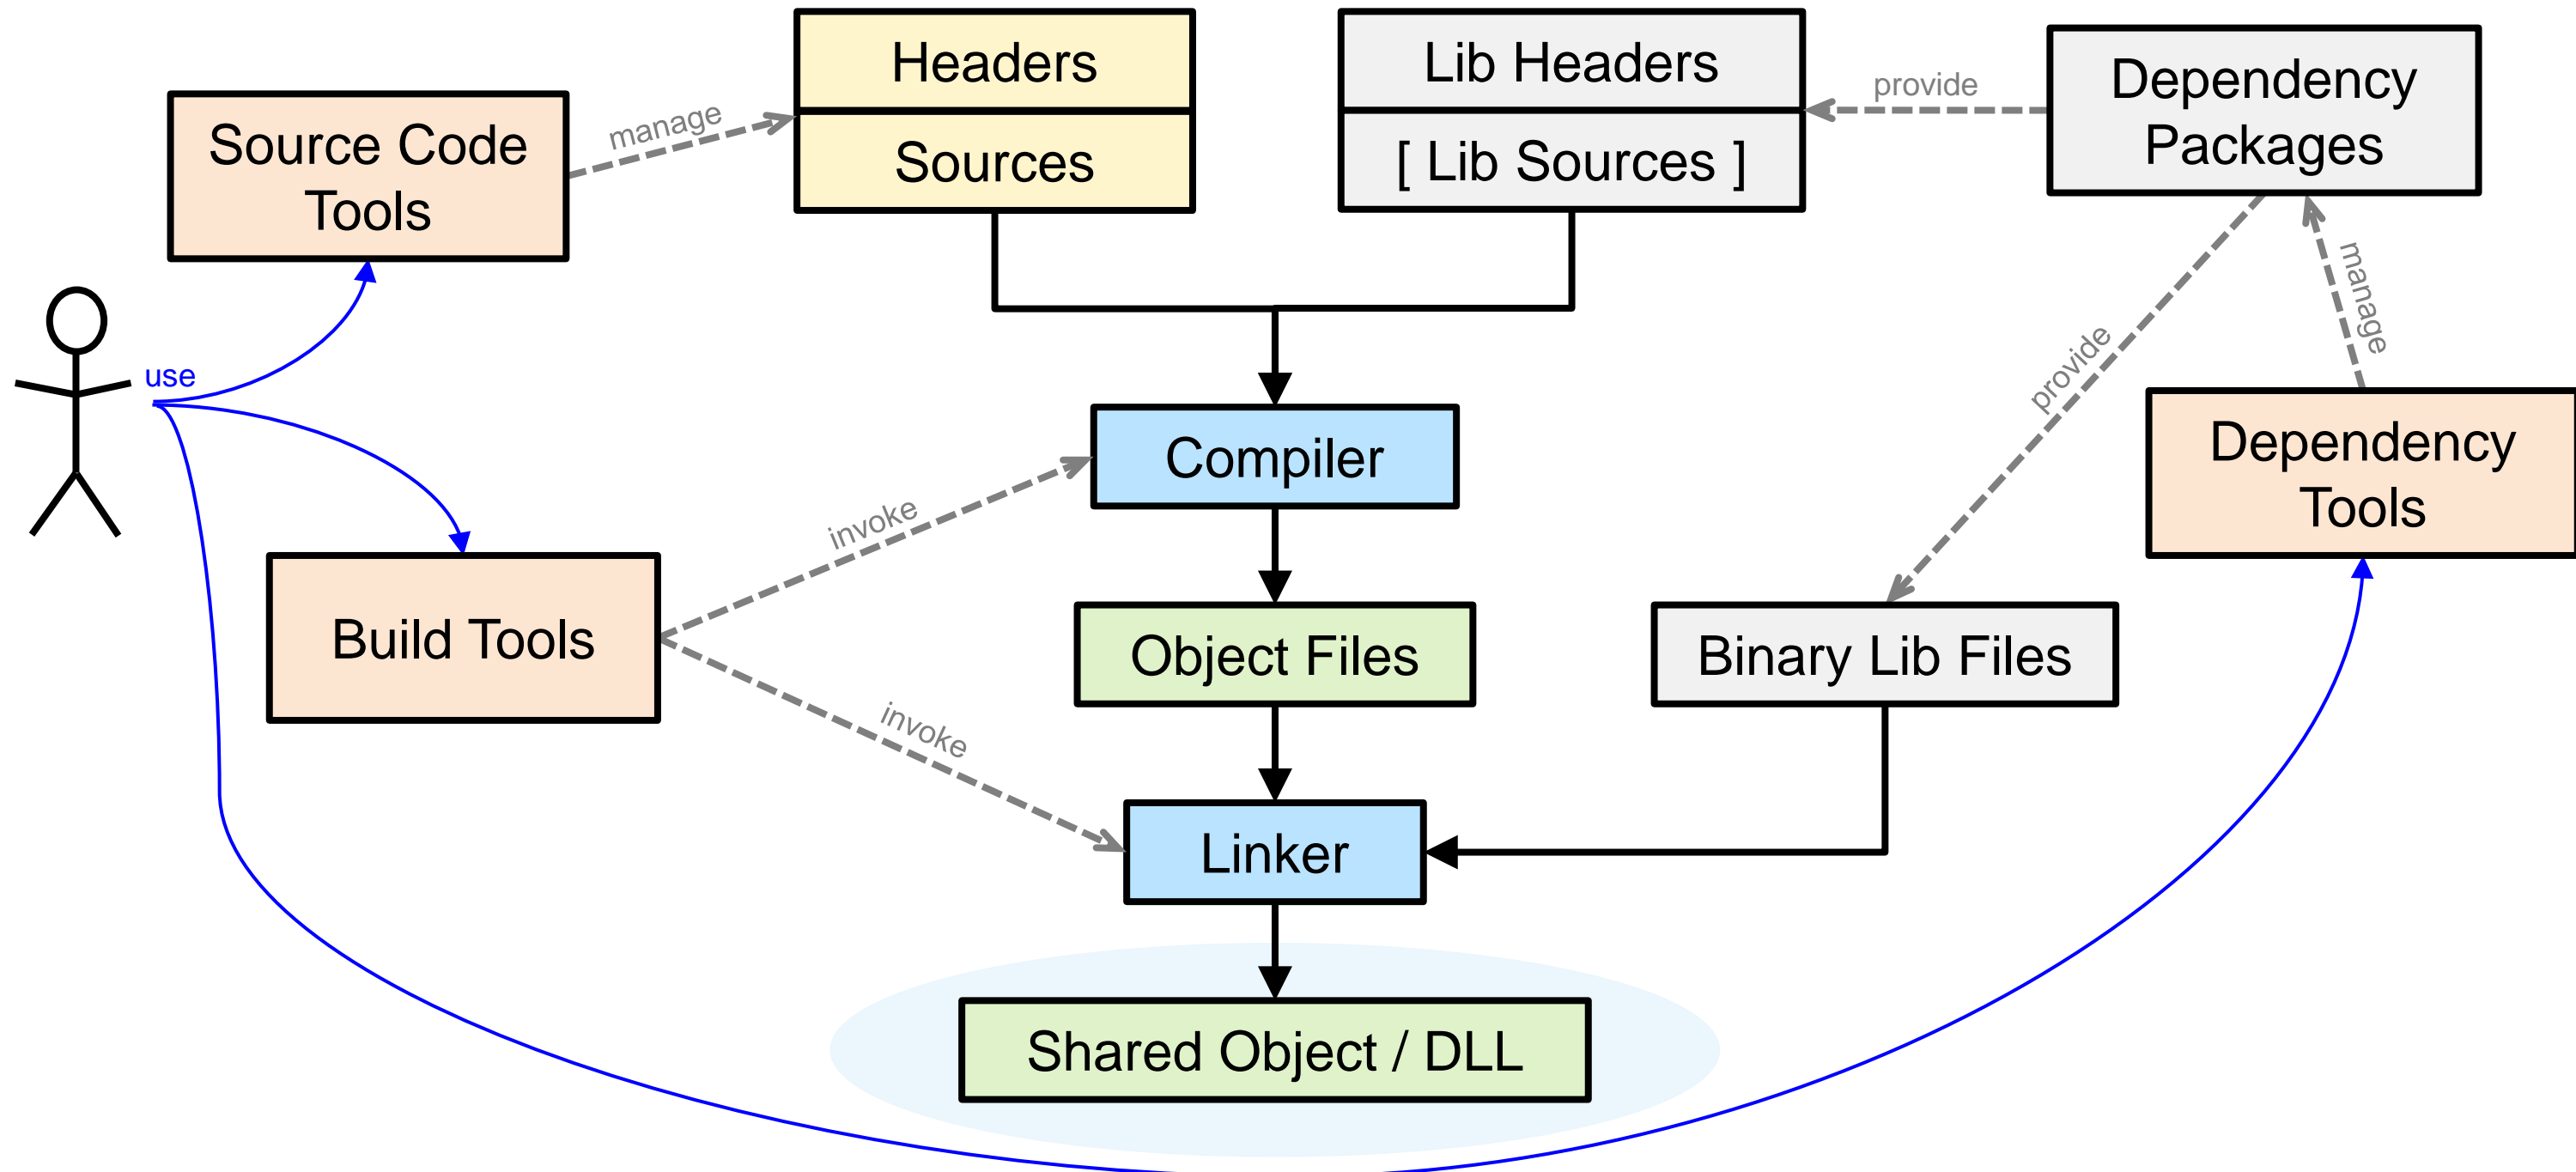 Headers
Sources
Lib Headers
[ Lib Sources ]
Dependency
Packages
provide
Source Code
Tools
manage
manage
provide
use
Compiler
Dependency
Tools
invoke
Build Tools
Object Files
Binary Lib Files
invoke
Linker
Shared Object / DLL